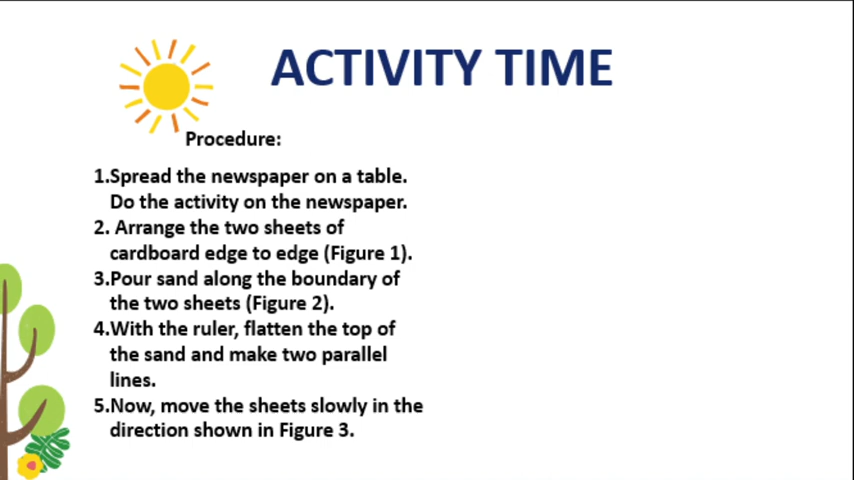 ACTIVITY TIME
Procedure:
1.Spread the newspaper on a table.
Do the activity on the newspaper.
2. Arrange the two sheets of
cardboard edge to edge (Figure 1).
3.Pour sand along the boundary of
the two sheets (Figure 2).
4.With the ruler, flatten the top of
the sand and make two parallel
lines.
5.Now, move the sheets slowly in the
direction shown in Figure 3.